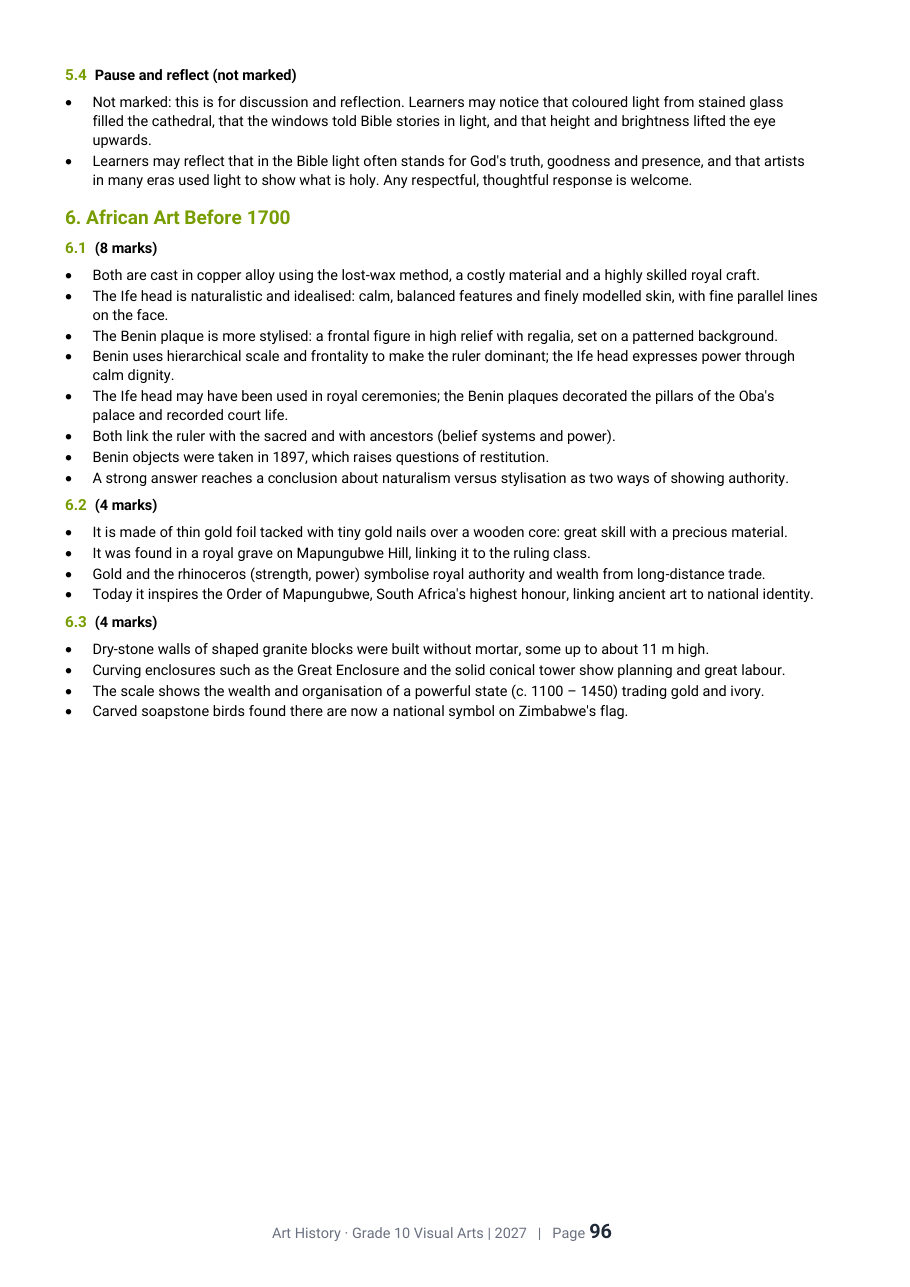 5.4 Pause and reflect (not marked)
• Not marked: this is for discussion and reflection. Learners may notice that coloured light from stained glass
filled the cathedral, that the windows told Bible stories in light, and that height and brightness lifted the eye
upwards.
• Learners may reflect that in the Bible light often stands for God's truth, goodness and presence, and that artists
in many eras used light to show what is holy. Any respectful, thoughtful response is welcome.
6. African Art Before 1700
6.1 (8 marks)
• Both are cast in copper alloy using the lost-wax method, a costly material and a highly skilled royal craft.
• The Ife head is naturalistic and idealised: calm, balanced features and finely modelled skin, with fine parallel lines
on the face.
• The Benin plaque is more stylised: a frontal figure in high relief with regalia, set on a patterned background.
• Benin uses hierarchical scale and frontality to make the ruler dominant; the Ife head expresses power through
calm dignity.
• The Ife head may have been used in royal ceremonies; the Benin plaques decorated the pillars of the Oba's
palace and recorded court life.
• Both link the ruler with the sacred and with ancestors (belief systems and power).
• Benin objects were taken in 1897, which raises questions of restitution.
• A strong answer reaches a conclusion about naturalism versus stylisation as two ways of showing authority.
6.2 (4 marks)
• It is made of thin gold foil tacked with tiny gold nails over a wooden core: great skill with a precious material.
• It was found in a royal grave on Mapungubwe Hill, linking it to the ruling class.
• Gold and the rhinoceros (strength, power) symbolise royal authority and wealth from long-distance trade.
• Today it inspires the Order of Mapungubwe, South Africa's highest honour, linking ancient art to national identity.
6.3 (4 marks)
• Dry-stone walls of shaped granite blocks were built without mortar, some up to about 11 m high.
• Curving enclosures such as the Great Enclosure and the solid conical tower show planning and great labour.
• The scale shows the wealth and organisation of a powerful state (c. 1100 – 1450) trading gold and ivory.
• Carved soapstone birds found there are now a national symbol on Zimbabwe's flag.
Art History · Grade 10 Visual Arts | 2027 | Page 96